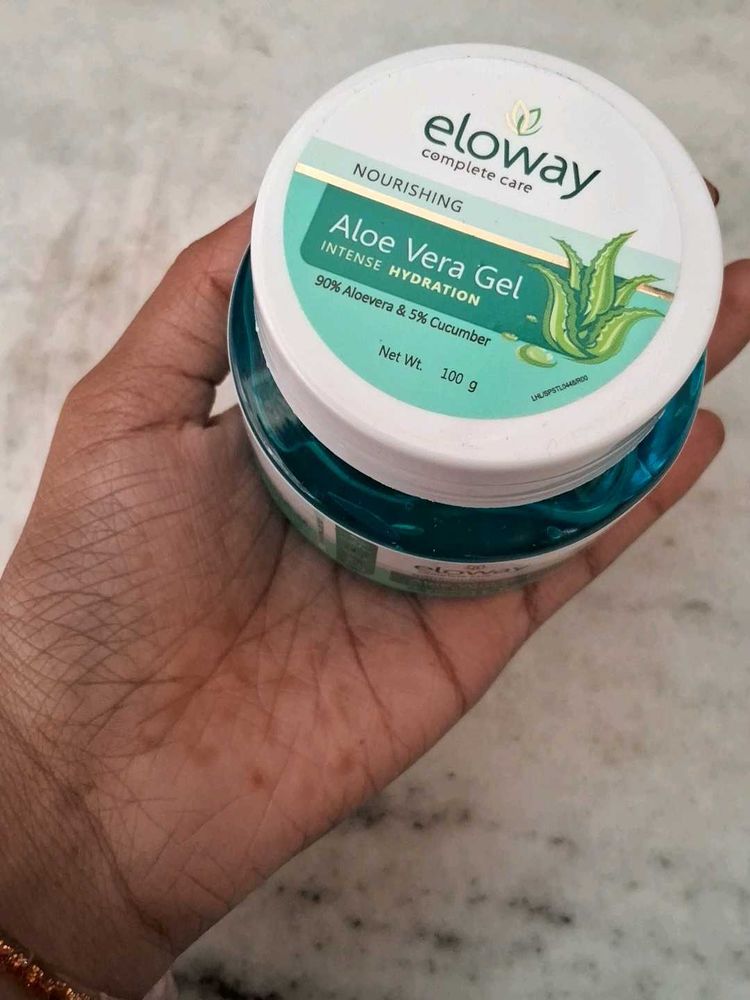 eloway
complete care
NOURISHING
Aloe Vera Gel
INTENSE HYDRATION
90% Aloevera & 5% Cucumber
Net Wt. 100 g
eloway